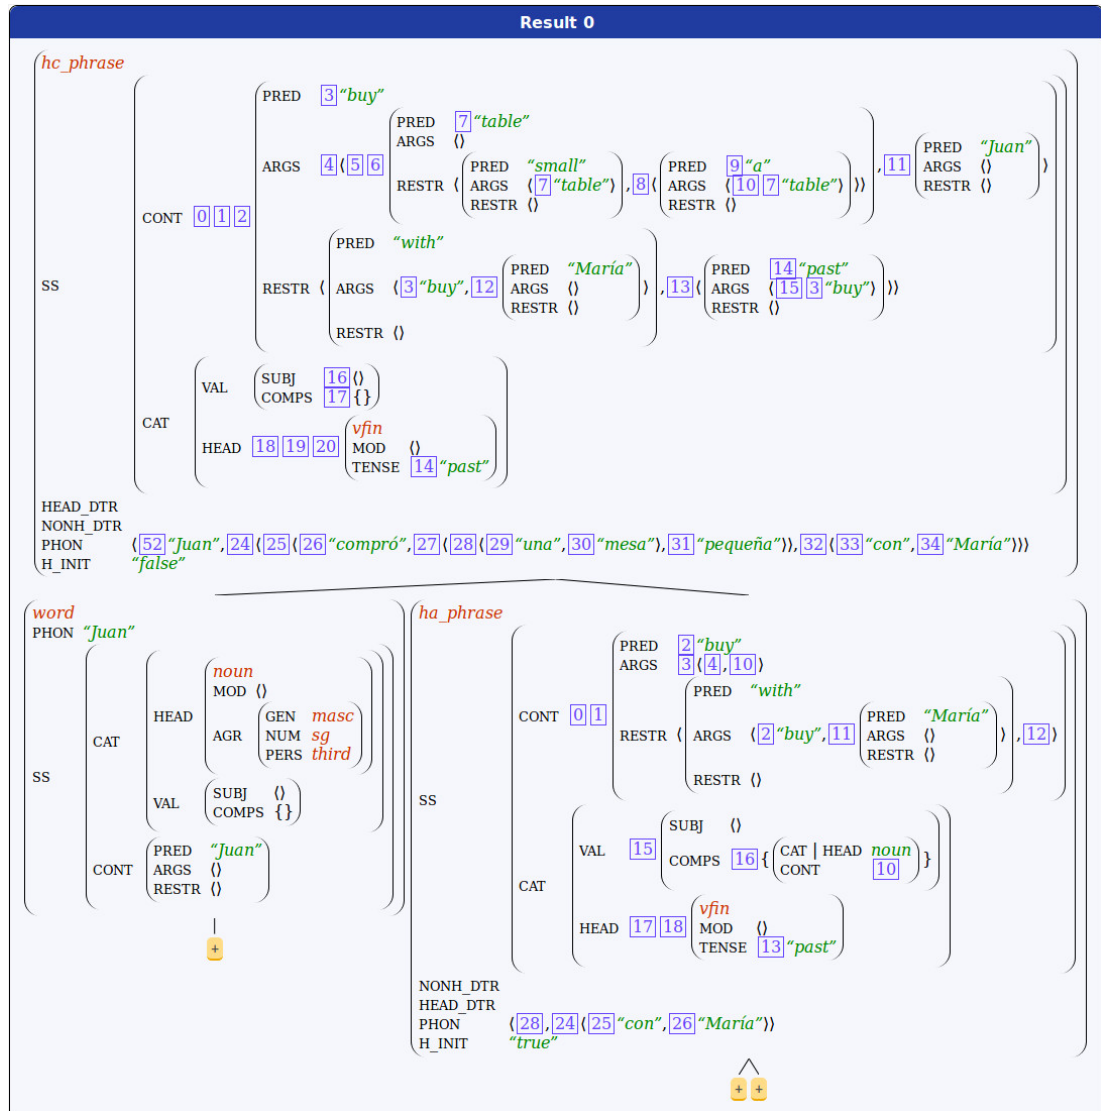 Result 0
hc_phrase
PRED 3 “buy”
PRED 7 “table”
ARGS ⟨⟩
PRED “small” PRED 9 “a” PRED “Juan”
ARGS 4 ⟨ 5 6 RESTR ⟨ ARGS ⟨ 7 “table”⟩ , 8 ⟨ ARGS ⟨ 10 7 “table”⟩ ⟩⟩ , 11 ARGS ⟨⟩ ⟩
RESTR ⟨⟩ RESTR ⟨⟩ RESTR ⟨⟩
CONT 0 1 2
PRED “with”
PRED “María” PRED 14 “past”
SS RESTR ⟨ ARGS ⟨ 3 “buy”, 12 ARGS ⟨⟩ ⟩ , 13 ⟨ ARGS ⟨ 15 3 “buy”⟩ ⟩⟩
RESTR ⟨⟩ RESTR ⟨⟩
RESTR ⟨⟩
VAL SUBJ 16 ⟨⟩
COMPS 17 {}
CAT
vfin
HEAD 18 19 20 MOD ⟨⟩
TENSE 14 “past”
HEAD_DTR
NONH_DTR
PHON ⟨ 52 “Juan”, 24 ⟨ 25 ⟨ 26 “compró”, 27 ⟨ 28 ⟨ 29 “una”, 30 “mesa”⟩, 31 “pequeña”⟩⟩, 32 ⟨ 33 “con”, 34 “María”⟩⟩⟩
H_INIT “false”
word
PHON “Juan”
noun
MOD ⟨⟩
HEAD GEN masc
AGR NUM sg
PERS third
CAT
VAL SUBJ ⟨⟩
COMPS {}
SS
PRED “Juan”
CONT ARGS ⟨⟩
RESTR ⟨⟩
+
ha_phrase
PRED 2 “buy”
ARGS 3 ⟨ 4 , 10 ⟩
PRED “with”
CONT 0 1 PRED “María”
RESTR ⟨ ARGS ⟨ 2 “buy”, 11 ARGS ⟨⟩ ⟩ , 12 ⟩
RESTR ⟨⟩
RESTR ⟨⟩
SS
SUBJ ⟨⟩
VAL 15 COMPS 16 { CAT | HEAD noun }
CONT 10
CAT
vfin
HEAD 17 18 MOD ⟨⟩
TENSE 13 “past”
NONH_DTR
HEAD_DTR
PHON ⟨ 28 , 24 ⟨ 25 “con”, 26 “María”⟩⟩
H_INIT “true”
+ +